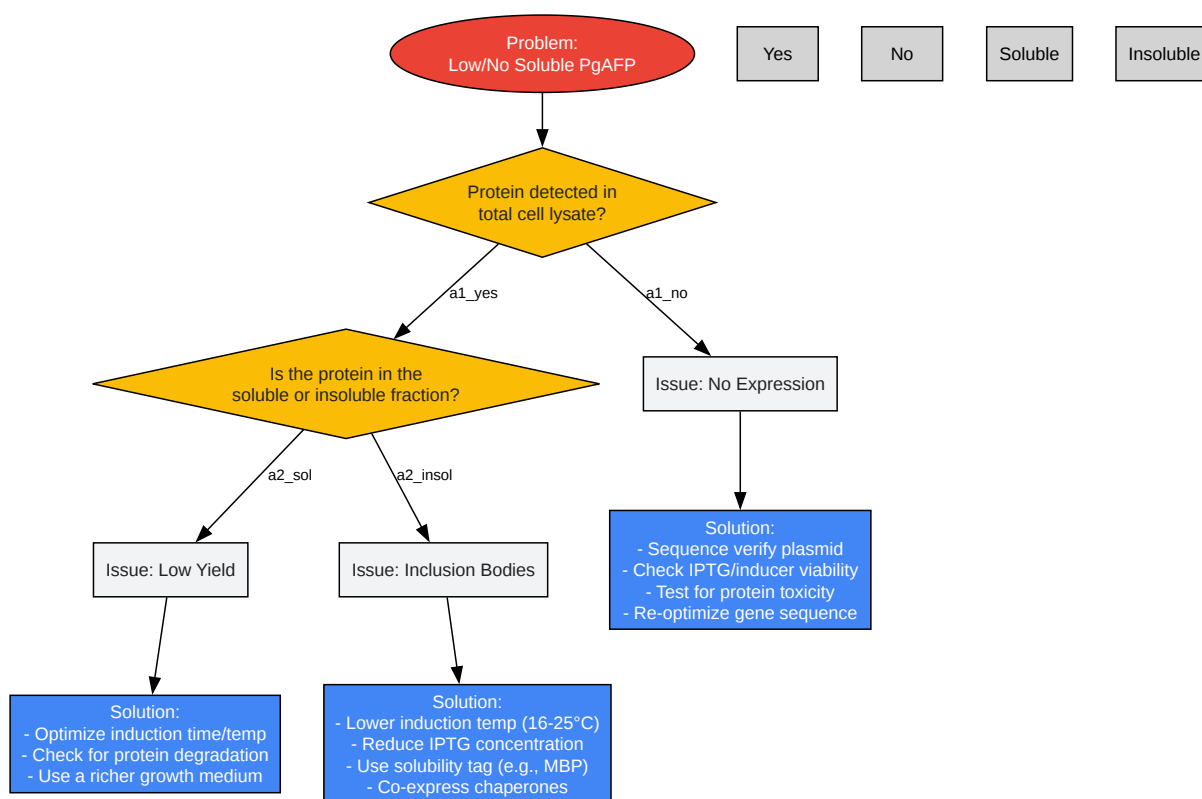 Problem:
Low/No Soluble PgAFP
Yes
No
Soluble
Insoluble
Protein detected in
total cell lysate?
a1_yes
a1_no
Is the protein in the
soluble or insoluble fraction?
Issue: No Expression
a2_sol
a2_insol
Issue: Low Yield
Issue: Inclusion Bodies
Solution:
- Sequence verify plasmid
- Check IPTG/inducer viability
- Test for protein toxicity
- Re-optimize gene sequence
Solution:
- Optimize induction time/temp
- Check for protein degradation
- Use a richer growth medium
Solution:
- Lower induction temp (16-25°C)
- Reduce IPTG concentration
- Use solubility tag (e.g., MBP)
- Co-express chaperones